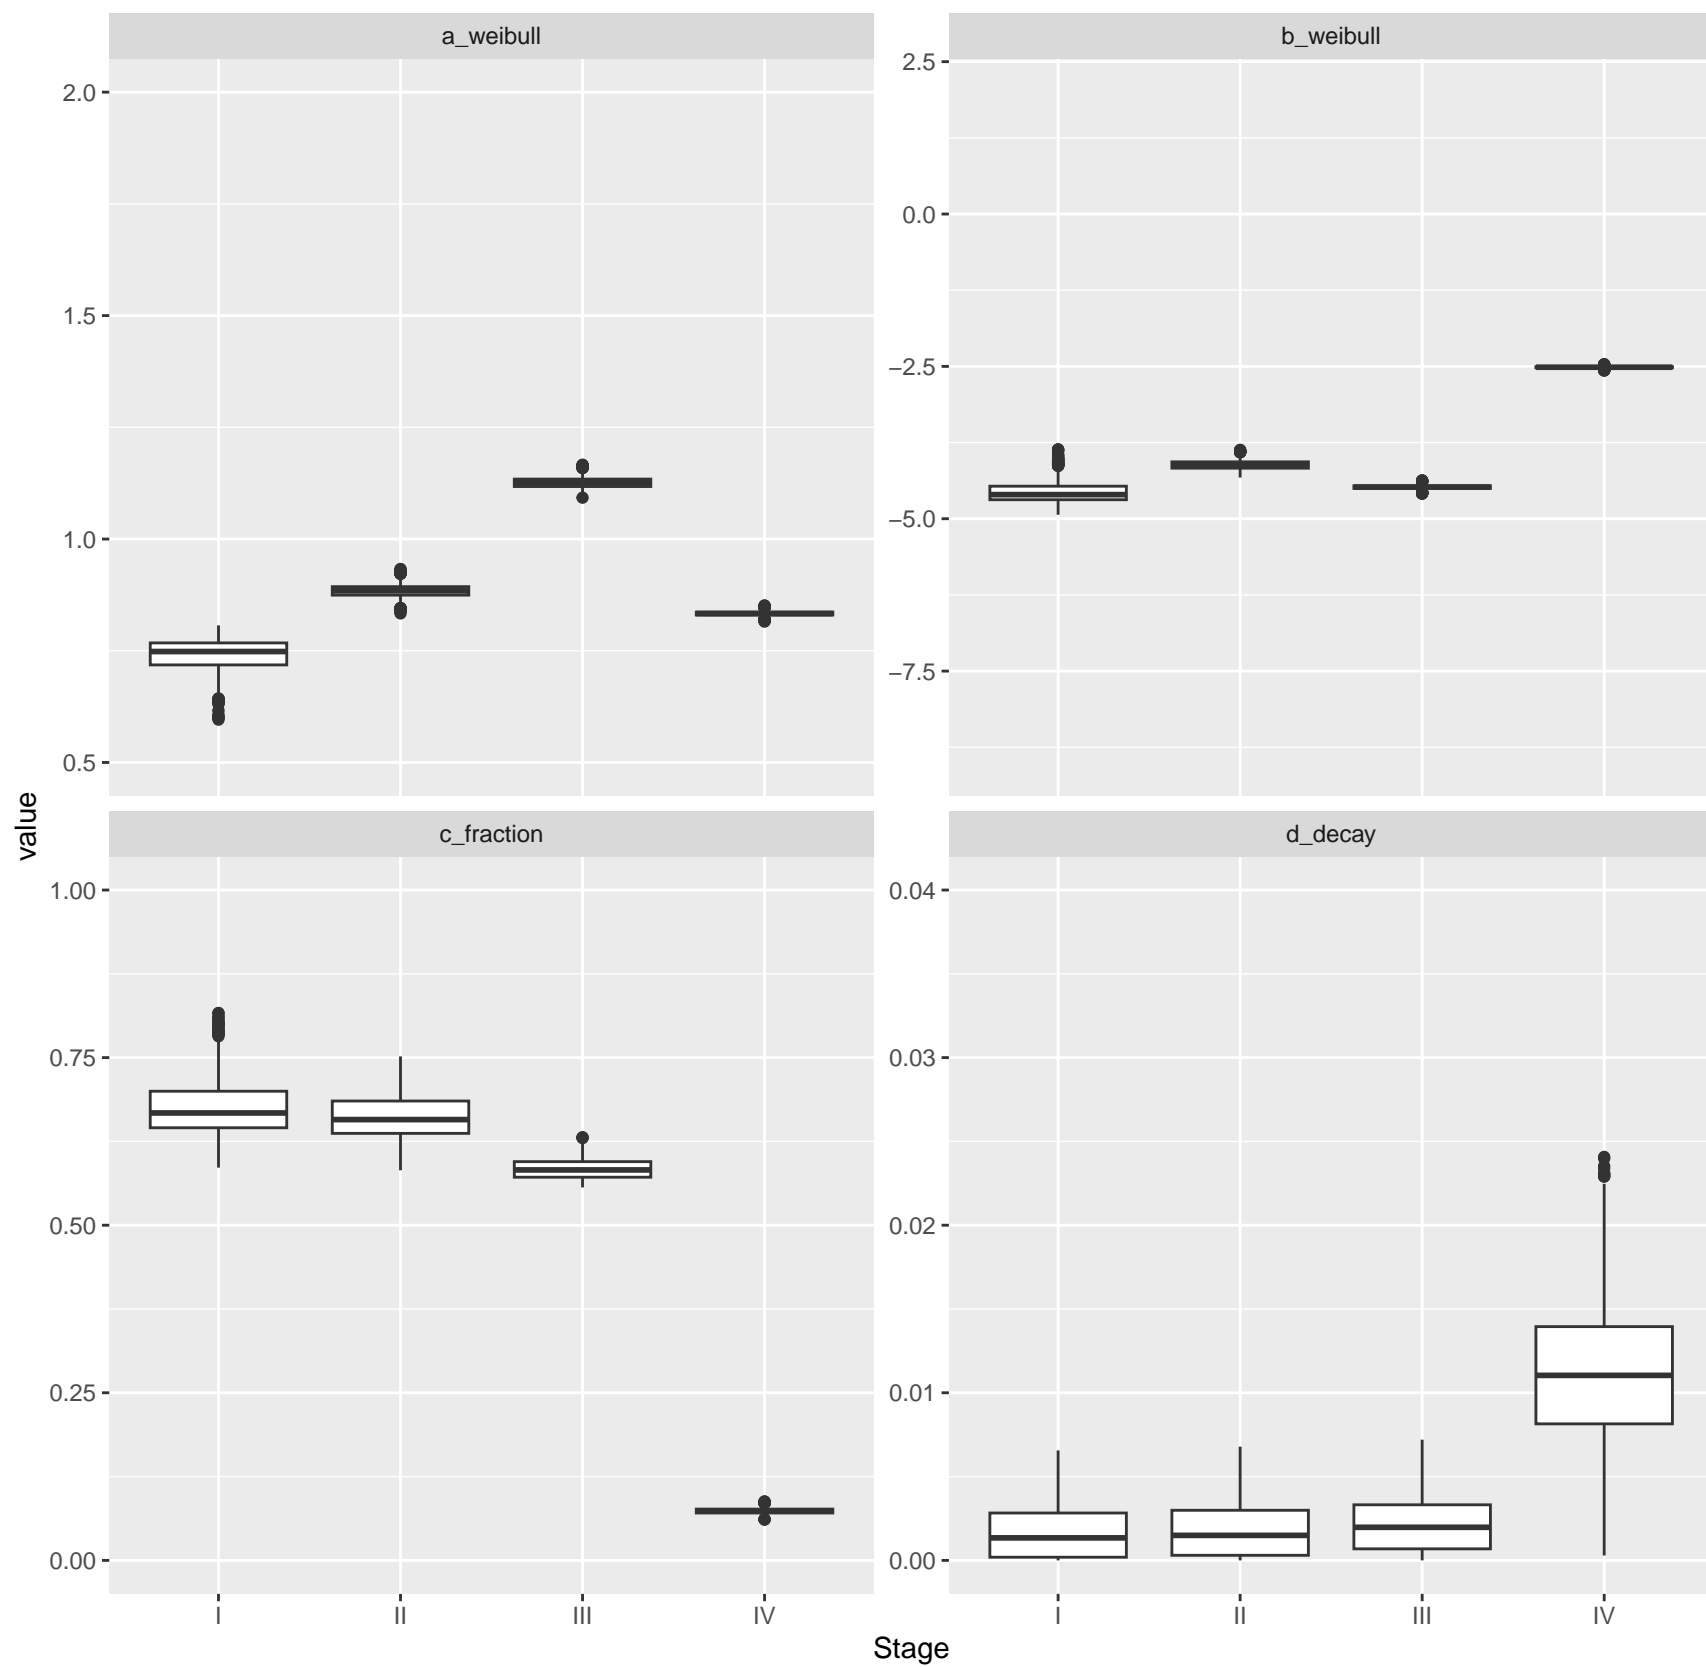 a_weibull
b_weibull
2.0
1.5
1.0
0.5
2.5
0.0
−2.5
−5.0
−7.5
value
c_fraction
d_decay
1.00
0.75
0.50
0.25
0.00
0.04
0.03
0.02
0.01
0.00
I II III IV
I II III IV
Stage